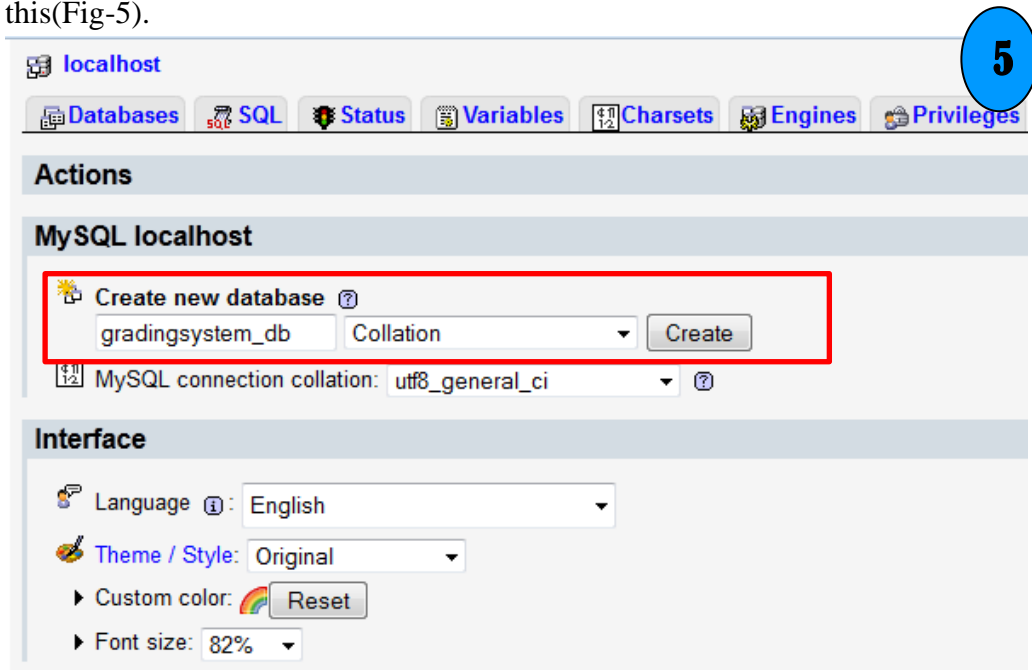 this(Fig-5).
5
localhost
Databases SQL Status Variables Charsets Engines Privileges
Actions
MySQL localhost
Create new database
gradingsystem_db Collation Create
MySQL connection collation: utf8_general_ci
Interface
Language : English
Theme / Style: Original
Custom color: Reset
Font size: 82%